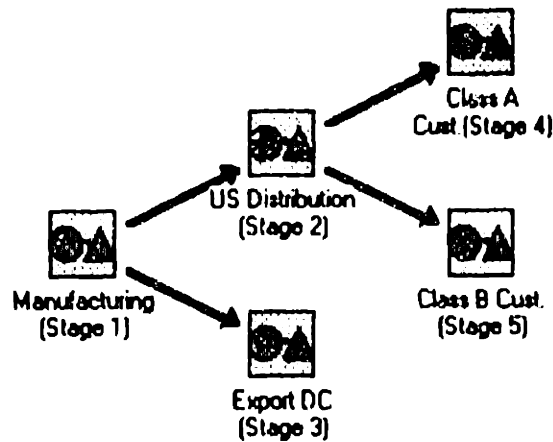 Class A
Cust.(Stage 4)
US Distribution
(Stage 2)
Manufacturing
(Stage 1)
Class B Cust.
(Stage 5)
Export DC
(Stage 3)